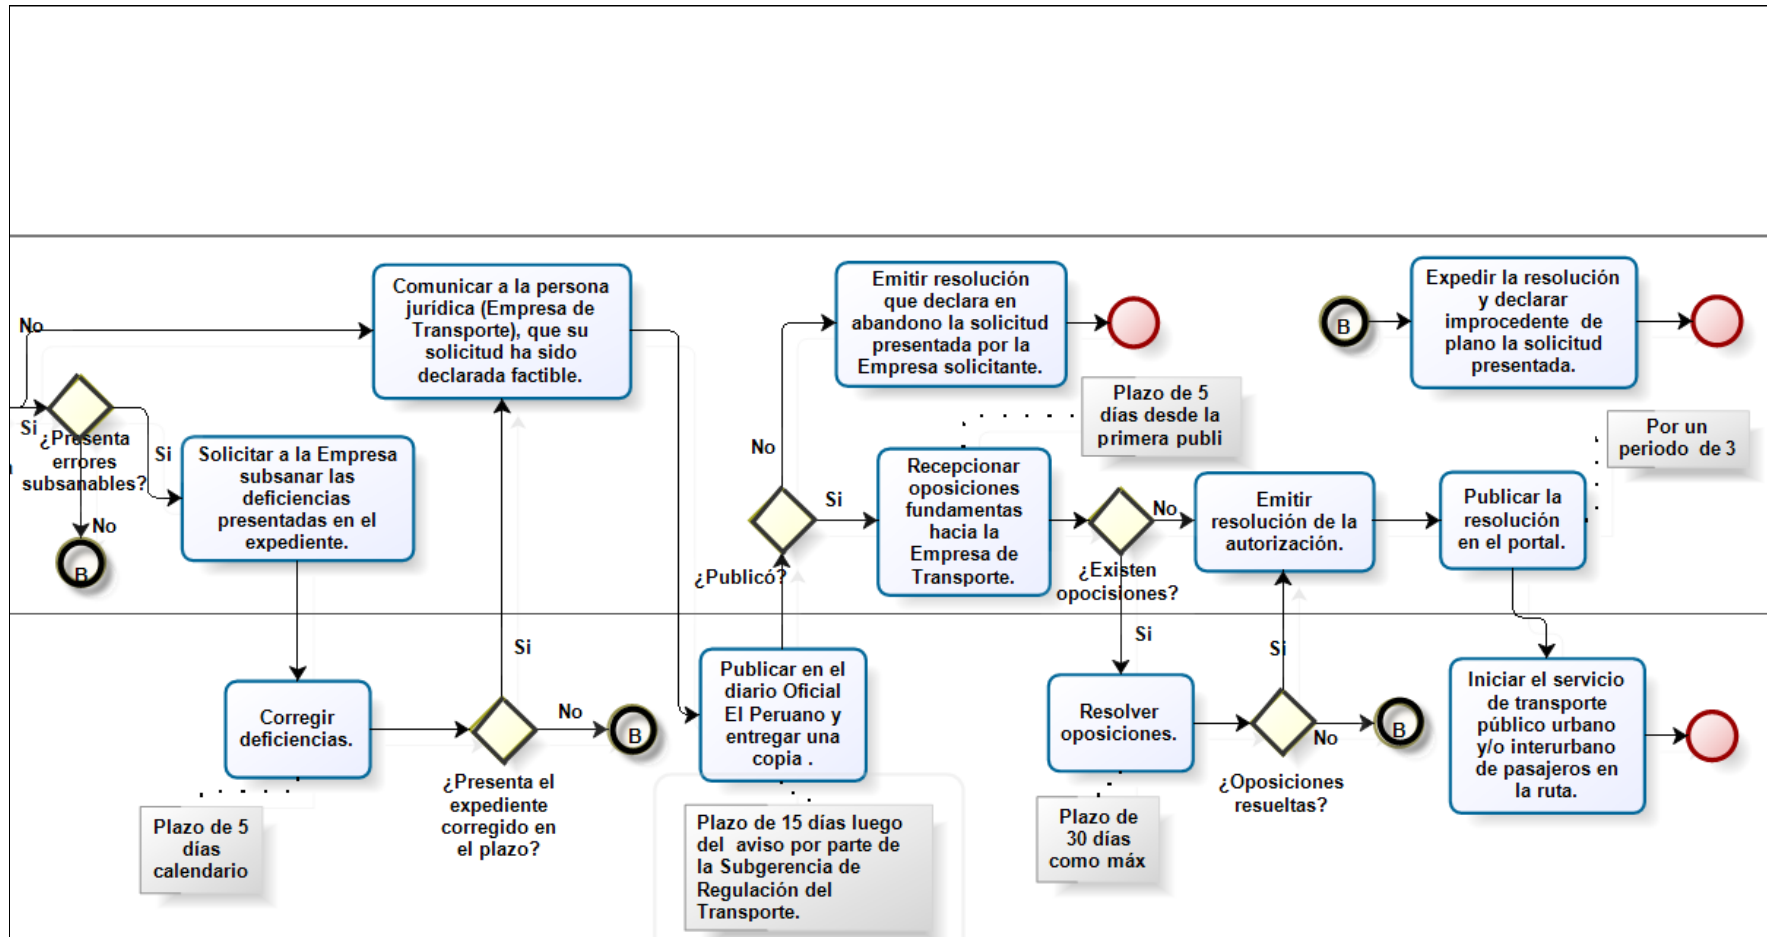 No
Si
¿Presenta
errores
subsanables?
Si
No
B
Solicitar a la Empresa
subsanar las
deficiencias
presentadas en el
expediente.
Comunicar a la persona
jurídica (Empresa de
Transporte), que su
solicitud ha sido
declarada factible.
Corregir
deficiencias.
Plazo de 5
días
calendario
Si
No
B
¿Presenta el
expediente
corregido en
el plazo?
Publicar en el
diario Oficial
El Peruano y
entregar una
copia .
Plazo de 15 días luego
del aviso por parte de
la Subgerencia de
Regulación del
Transporte.
¿Publicó?
No
Si
Emitir resolución
que declara en
abandono la solicitud
presentada por la
Empresa solicitante.
Plazo de 5
días desde la
primera publi
Recepcionar
oposiciones
fundamentas
hacia la
Empresa de
Transporte.
¿Existen
opocisiones?
No
Si
Resolver
oposiciones.
Plazo de
30 días
como máx
Si
No
B
¿Oposiciones
resueltas?
Emitir
resolución de la
autorización.
Publicar la
resolución
en el portal.
Por un
periodo de 3
Iniciar el servicio
de transporte
público urbano
y/o interurbano
de pasajeros en
la ruta.
B
Expedir la resolución
y declarar
improcedente de
plano la solicitud
presentada.